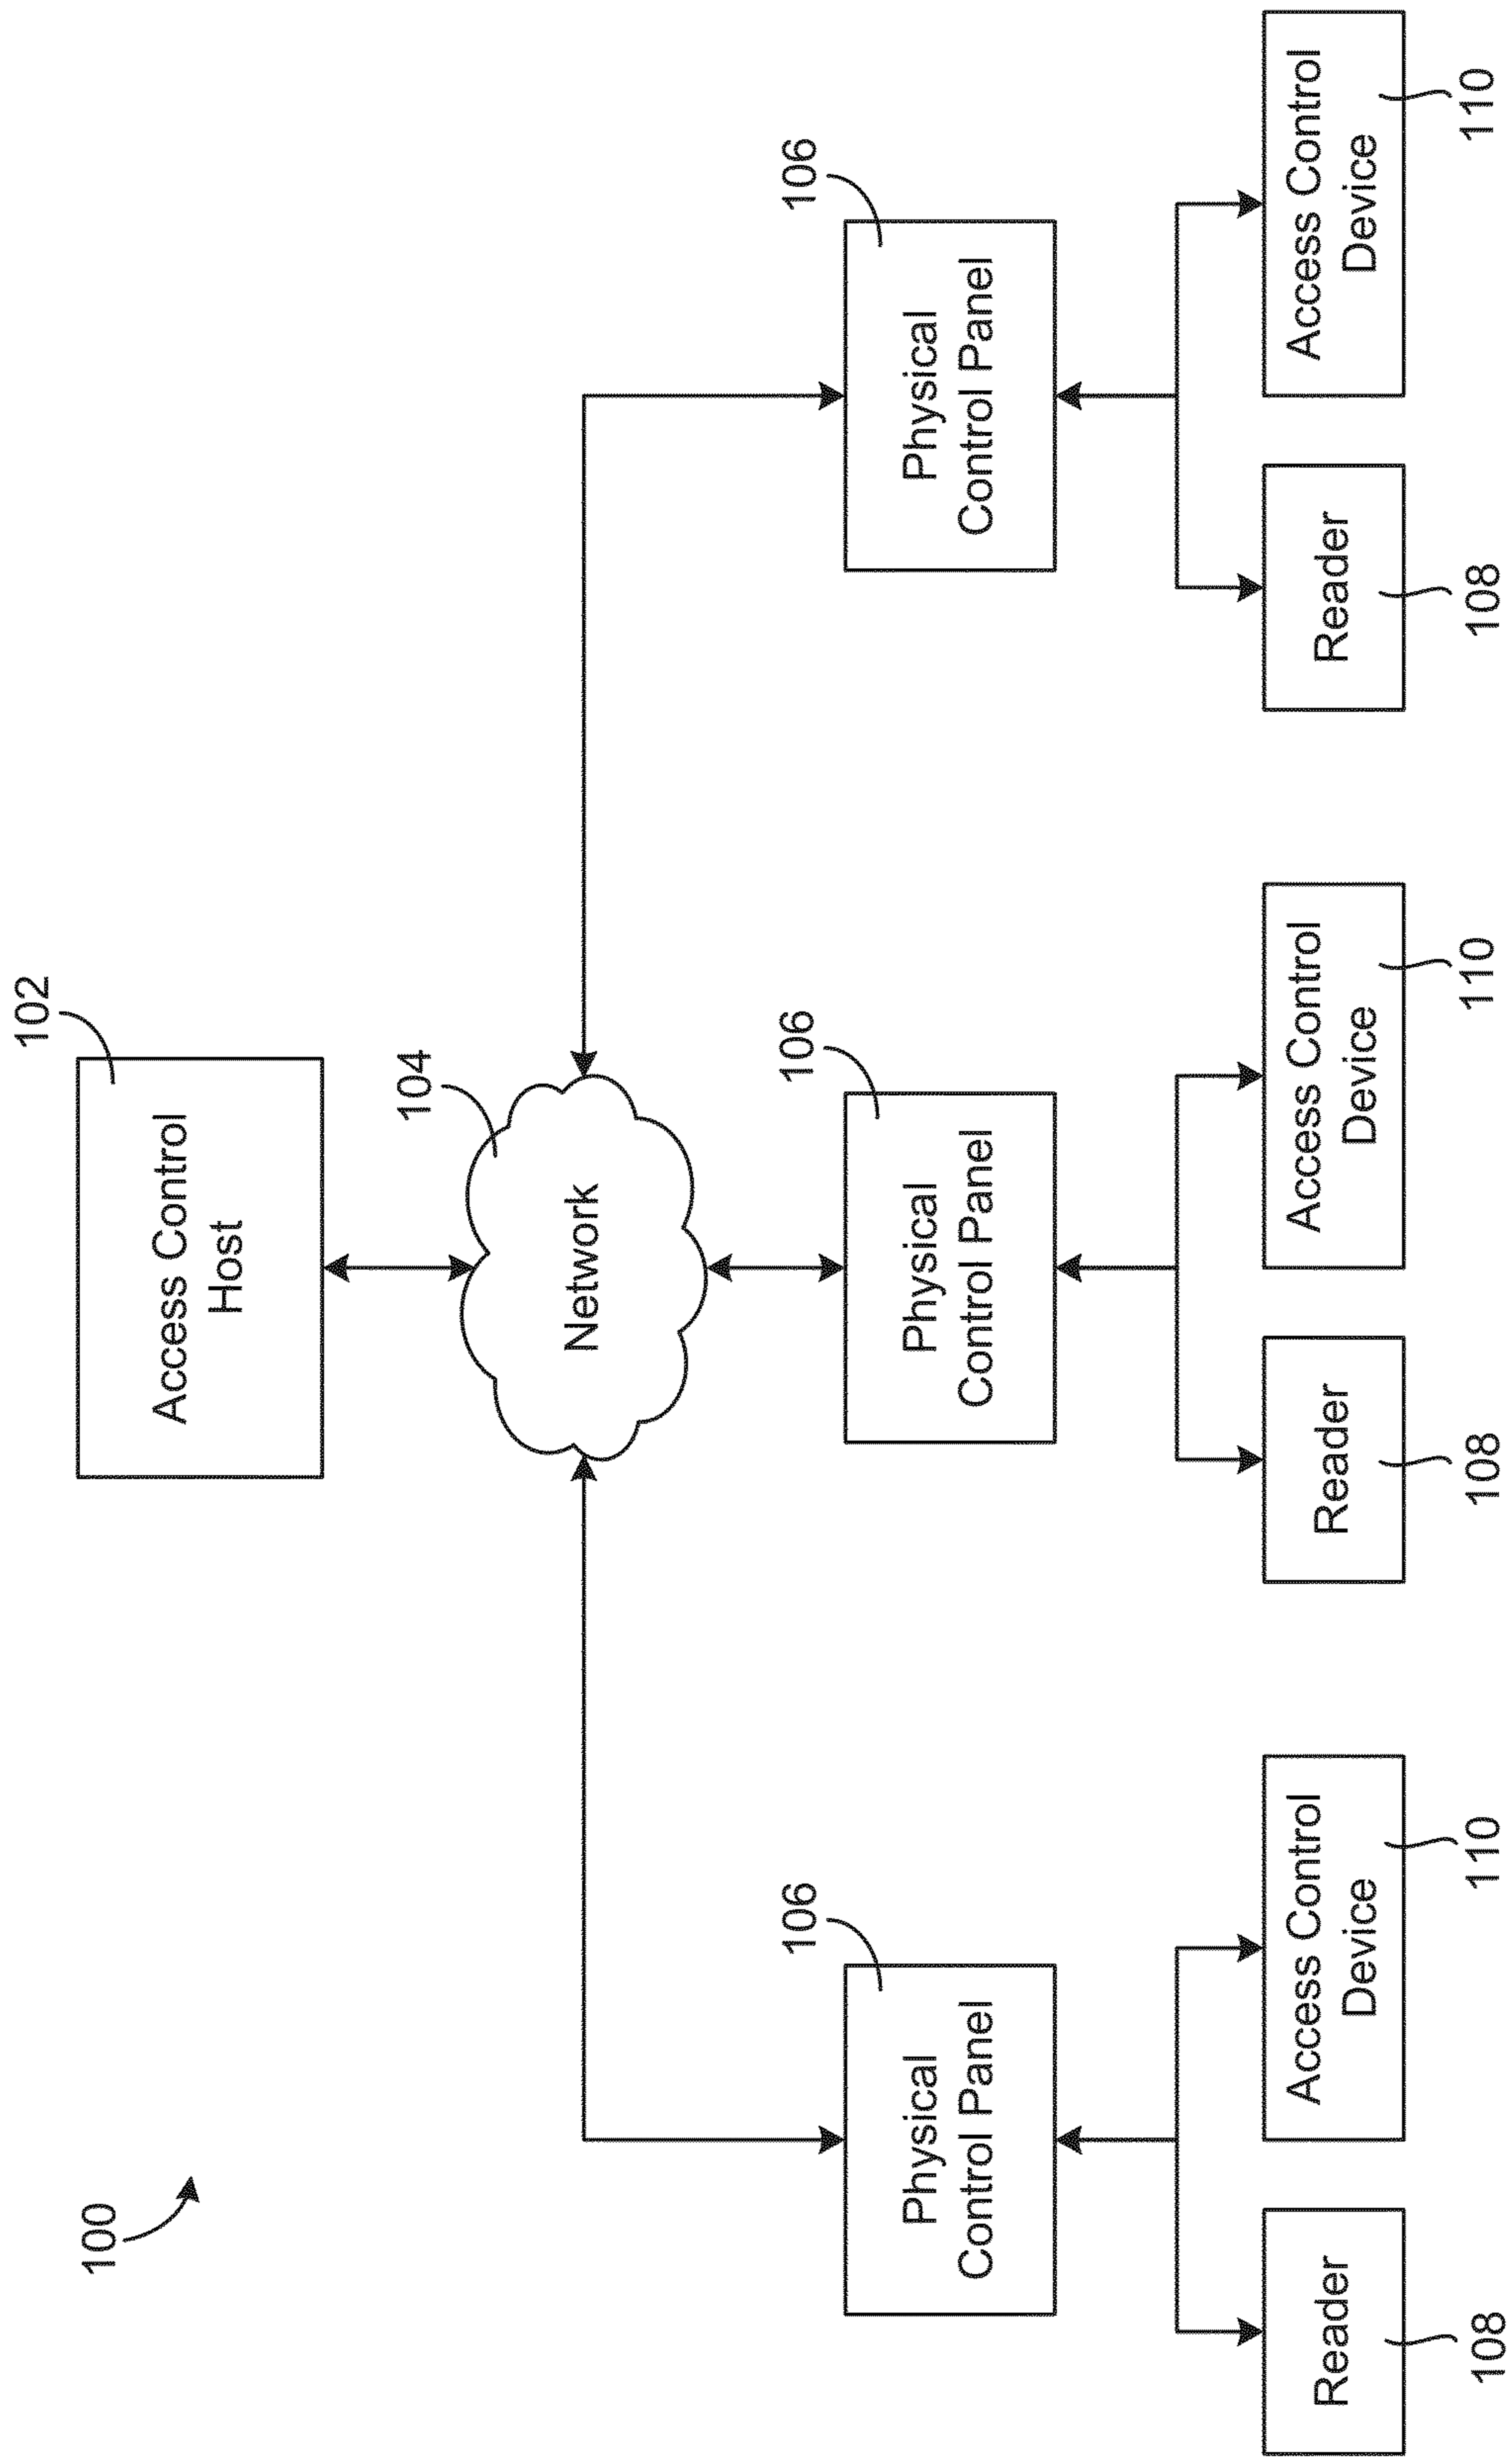 100
102
Access Control
Host
104
Network
106
Physical
Control Panel
106
Physical
Control Panel
106
Physical
Control Panel
Reader
108
Access Control
Device
110
Reader
108
Access Control
Device
110
Reader
108
Access Control
Device
110